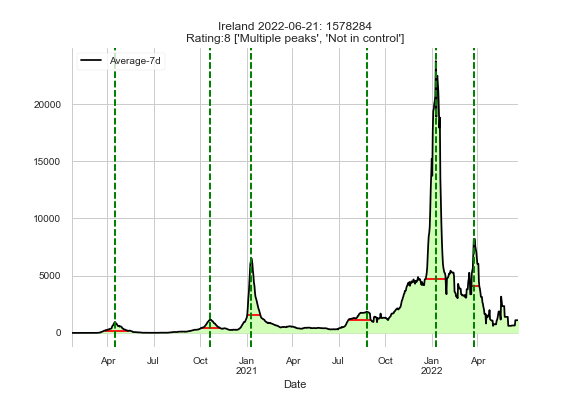 Ireland 2022-06-21: 1578284
Rating:8 ['Multiple peaks', 'Not in control']
Average-7d
20000
15000
10000
5000
0
Apr Jul Oct Jan Apr Jul Oct Jan Apr
2021 2022
Date